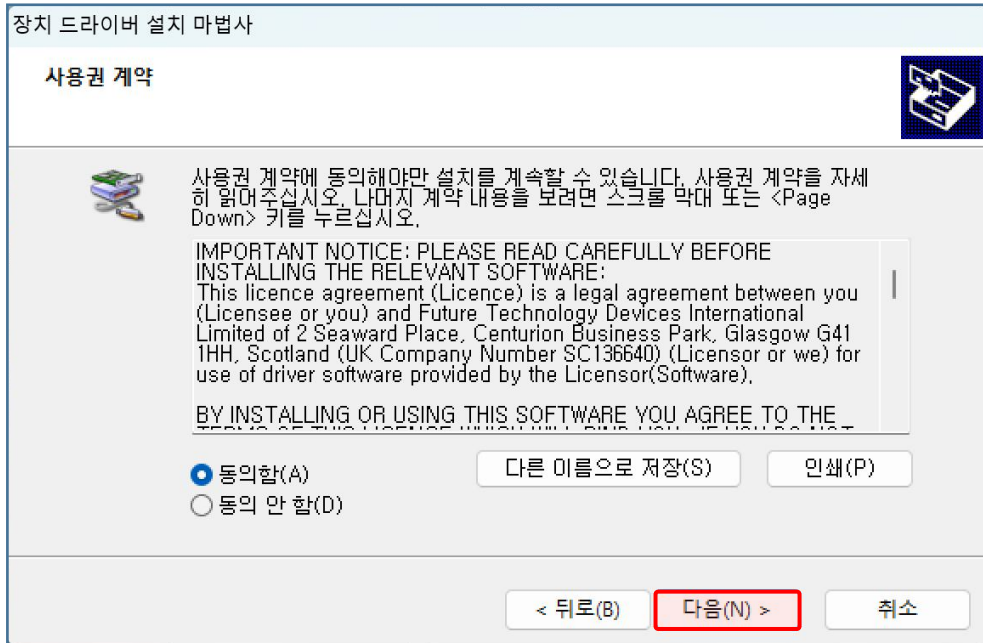 장치 드라이버 설치 마법사
사용권 계약
사용권 계약에 동의해야만 설치를 계속할 수 있습니다. 사용권 계약을 자세
히 읽어주십시오. 나머지 계약 내용을 보려면 스크롤 막대 또는 <Page
Down> 키를 누르십시오.
IMPORTANT NOTICE: PLEASE READ CAREFULLY BEFORE
INSTALLING THE RELEVANT SOFTWARE:
This licence agreement (Licence) is a legal agreement between you
(Licensee or you) and Future Technology Devices International
Limited of 2 Seaward Place, Centurion Business Park, Glasgow G41
1HH, Scotland (UK Company Number SC136640) (Licensor or we) for
use of driver software provided by the Licensor(Software).
BY INSTALLING OR USING THIS SOFTWARE YOU AGREE TO THE
동의함(A)
다른 이름으로 저장(S)
인쇄(P)
동의 안 함(D)
< 뒤로(B)
다음(N) >
취소